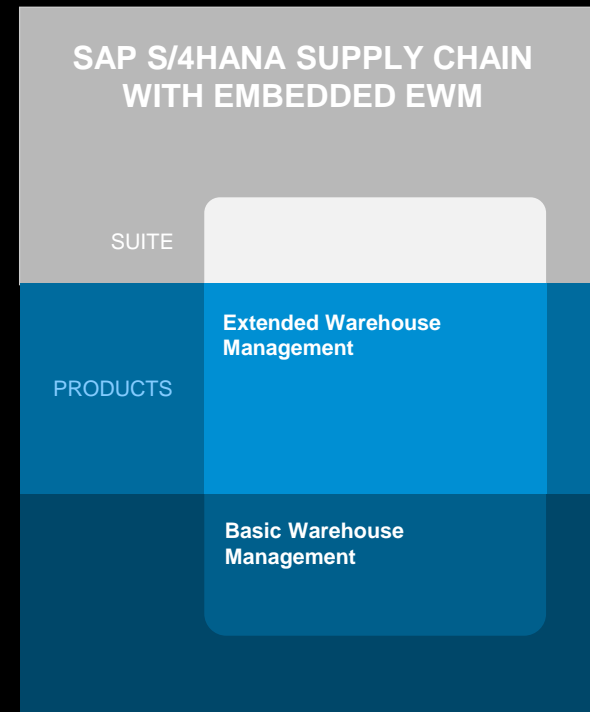 SAP S/4HANA SUPPLY CHAIN
WITH EMBEDDED EWM
SUITE
Extended Warehouse
Management
PRODUCTS
Basic Warehouse
Management